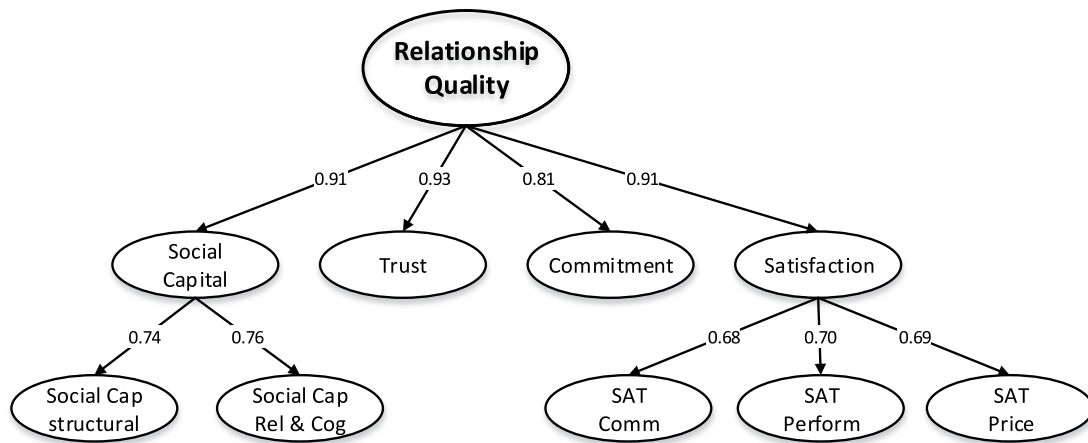 Relationship
Quality
0.91
0.93
0.81
0.91
Social
Capital
Trust
Commitment
Satisfaction
0.74
0.76
0.68
0.70
0.69
Social Cap
structural
Social Cap
Rel & Cog
SAT
Comm
SAT
Perform
SAT
Price